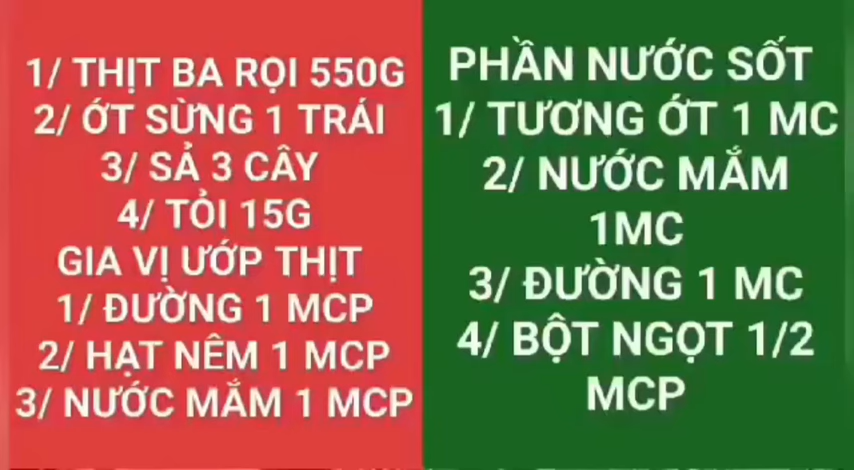 1/ THỊT BA RỌI 550G
2/ ỚT SỪNG 1 TRÁI
3/ SẢ 3 CÂY
4/ TỎI 15G
GIA VỊ ƯỚP THỊT
1/ ĐƯỜNG 1 MCP
2/ HẠT NÊM 1 MCP
3/ NƯỚC MẮM 1 MCP
PHẦN NƯỚC SỐT
1/ TƯƠNG ỚT 1 MC
2/ NƯỚC MẮM
1MC
3/ ĐƯỜNG 1 MC
4/ BỘT NGỌT 1/2
MCP